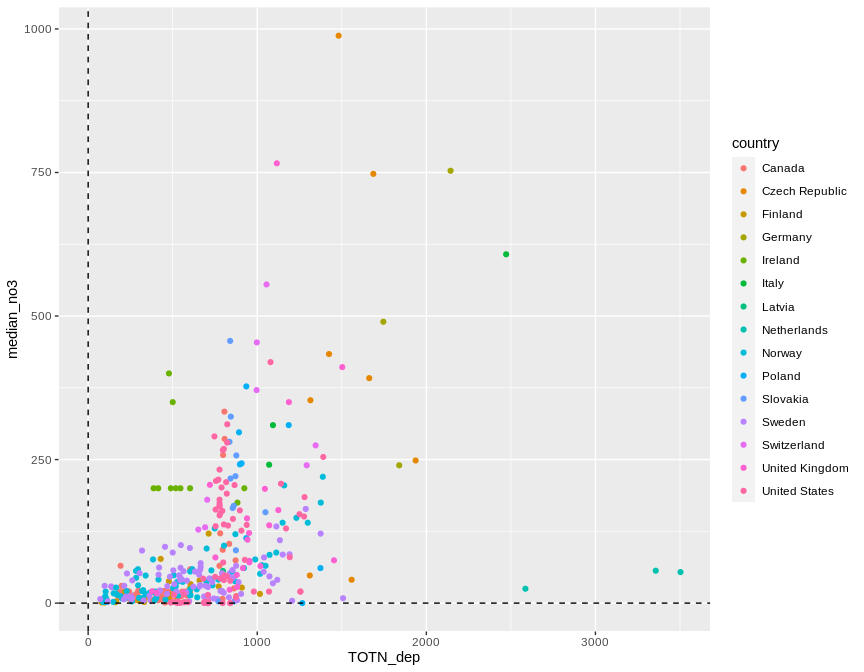 1000
750
500
250
0
median_no3
0
1000
2000
3000
TOTN_dep
country
Canada
Czech Republic
Finland
Germany
Ireland
Italy
Latvia
Netherlands
Norway
Poland
Slovakia
Sweden
Switzerland
United Kingdom
United States